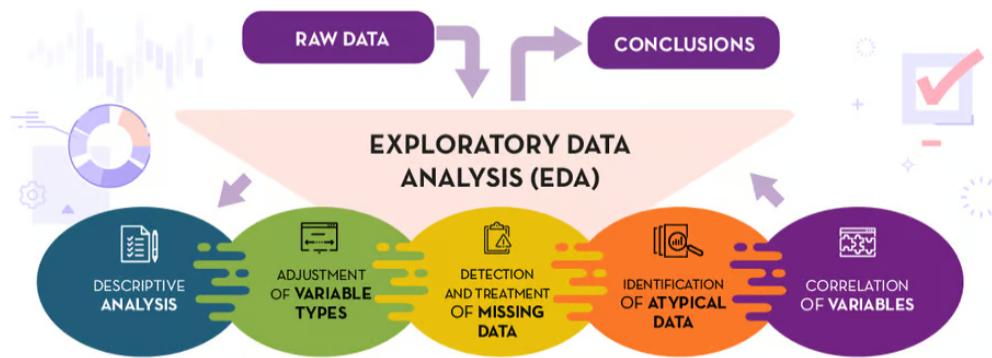 RAW DATA
CONCLUSIONS
EXPLORATORY DATA
ANALYSIS (EDA)
DESCRIPTIVE
ANALYSIS
ADJUSTMENT
OF VARIABLE
TYPES
DETECTION
AND TREATMENT
OF MISSING
DATA
IDENTIFICATION
OF ATYPICAL
DATA
CORRELATION
OF VARIABLES